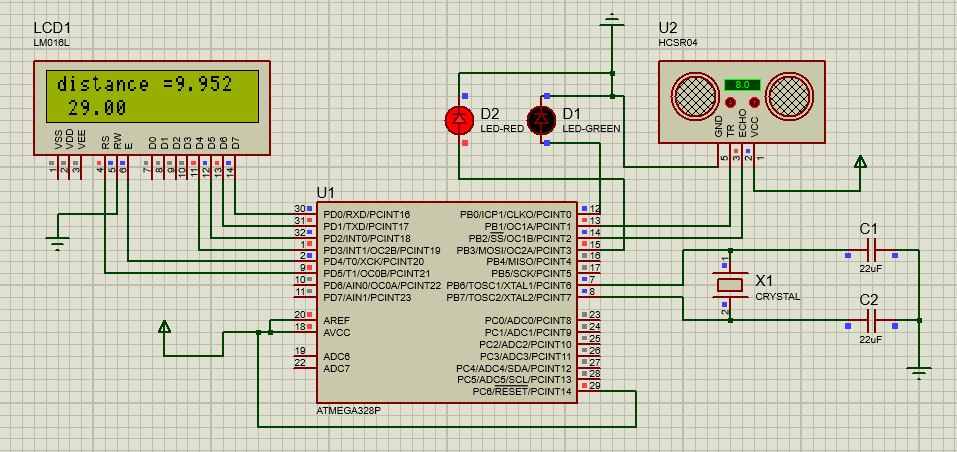 LCD1
LM016L
distance =9.952
29.00
VSS
VDD
VEE
RS
RW
E
D0
D1
D2
D3
D4
D5
D6
D7
1
2
3
4
5
6
7
8
9
10
11
12
13
14
D2
LED-RED
D1
LED-GREEN
U2
HCSR04
8.0
GND
TR
ECHO
VCC
5
3
2
1
U1
30 PD0/RXD/PCINT16
31 PD1/TXD/PCINT17
32 PD2/INT0/PCINT18
1 PD3/INT1/OC2B/PCINT19
2 PD4/T0/XCK/PCINT20
9 PD5/T1/OC0B/PCINT21
10 PD6/AIN0/OC0A/PCINT22
11 PD7/AIN1/PCINT23
20 AREF
18 AVCC
19 ADC6
22 ADC7
PB0/ICP1/CLKO/PCINT0 12
PB1/OC1A/PCINT1 13
PB2/SS/OC1B/PCINT2 14
PB3/MOSI/OC2A/PCINT3 15
PB4/MISO/PCINT4 16
PB5/SCK/PCINT5 17
PB6/TOSC1/XTAL1/PCINT6 7
PB7/TOSC2/XTAL2/PCINT7 8
PC0/ADC0/PCINT8 23
PC1/ADC1/PCINT9 24
PC2/ADC2/PCINT10 25
PC3/ADC3/PCINT11 26
PC4/ADC4/SDA/PCINT12 27
PC5/ADC5/SCL/PCINT13 28
PC6/RESET/PCINT14 29
ATMEGA328P
1
X1
CRYSTAL
2
C1
22uF
C2
22uF